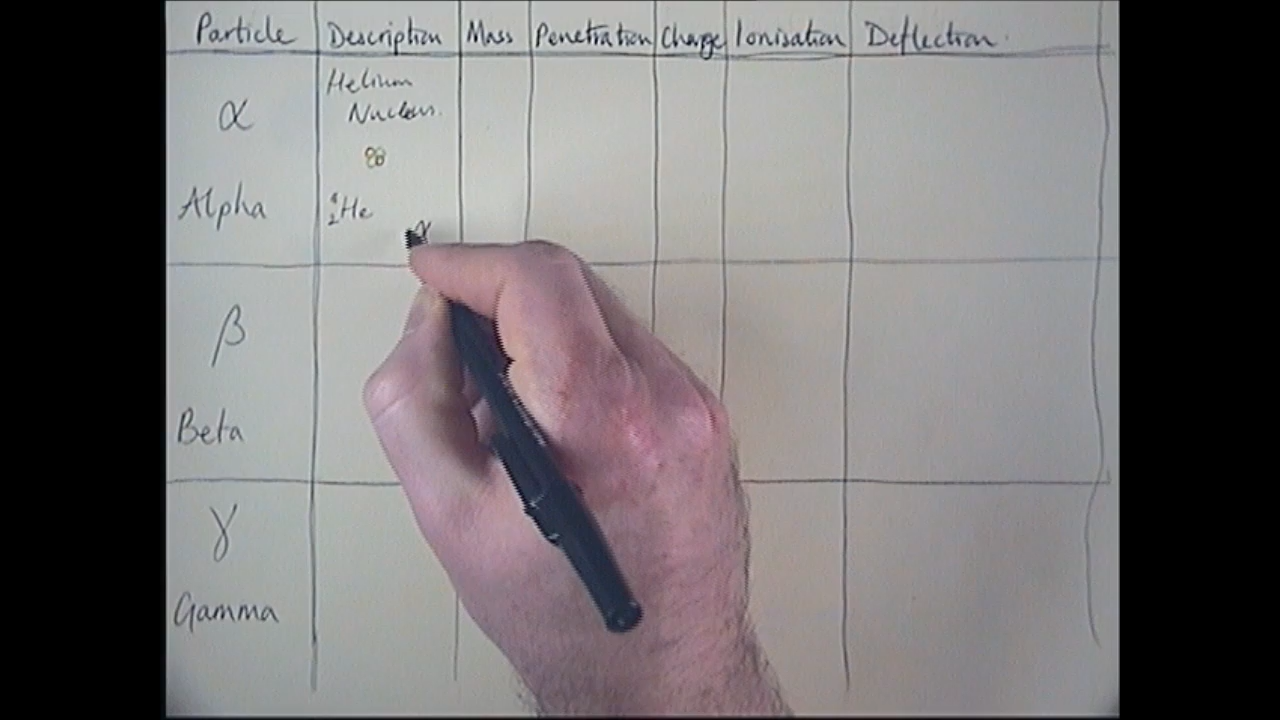 Particle Description Mass Penetration Charge Ionisation Deflection.
α
Helium
Nucleus.
Alpha
⁴₂He
α
β
Beta
γ
Gamma